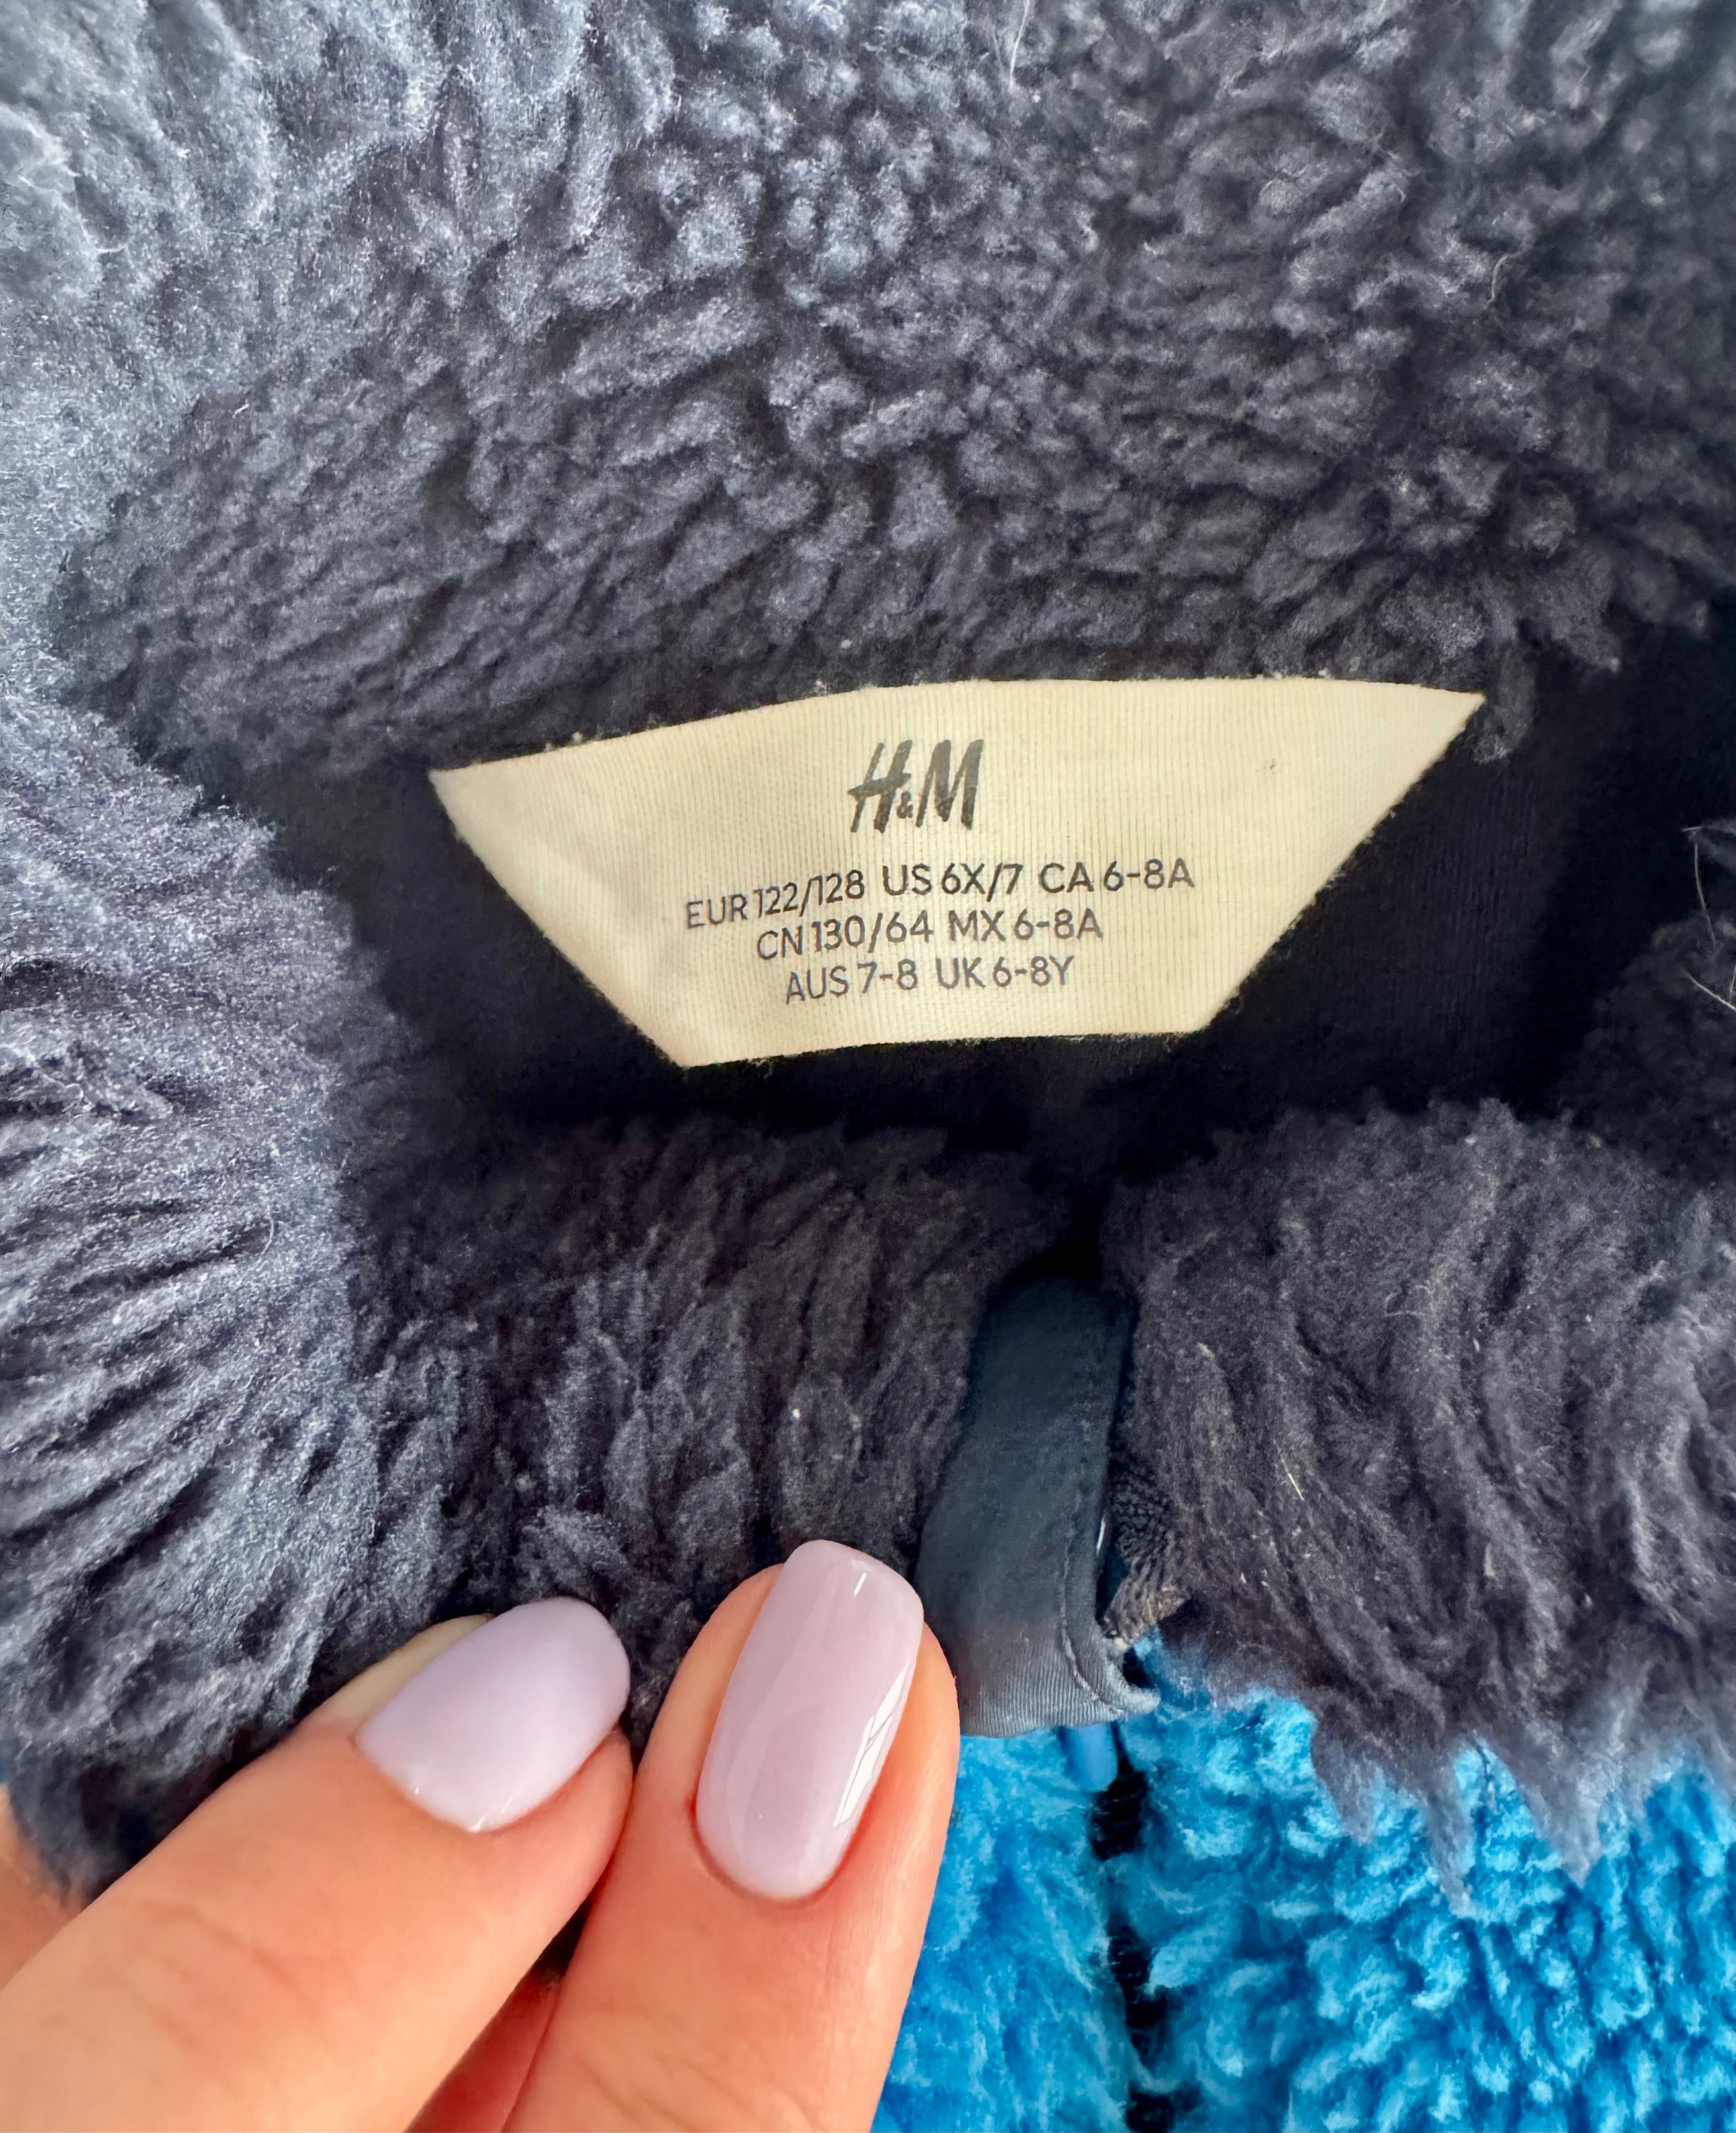 H&M
EUR 122/128 US 6X/7 CA 6-8A
CN 130/64 MX 6-8A
AUS 7-8 UK 6-8Y